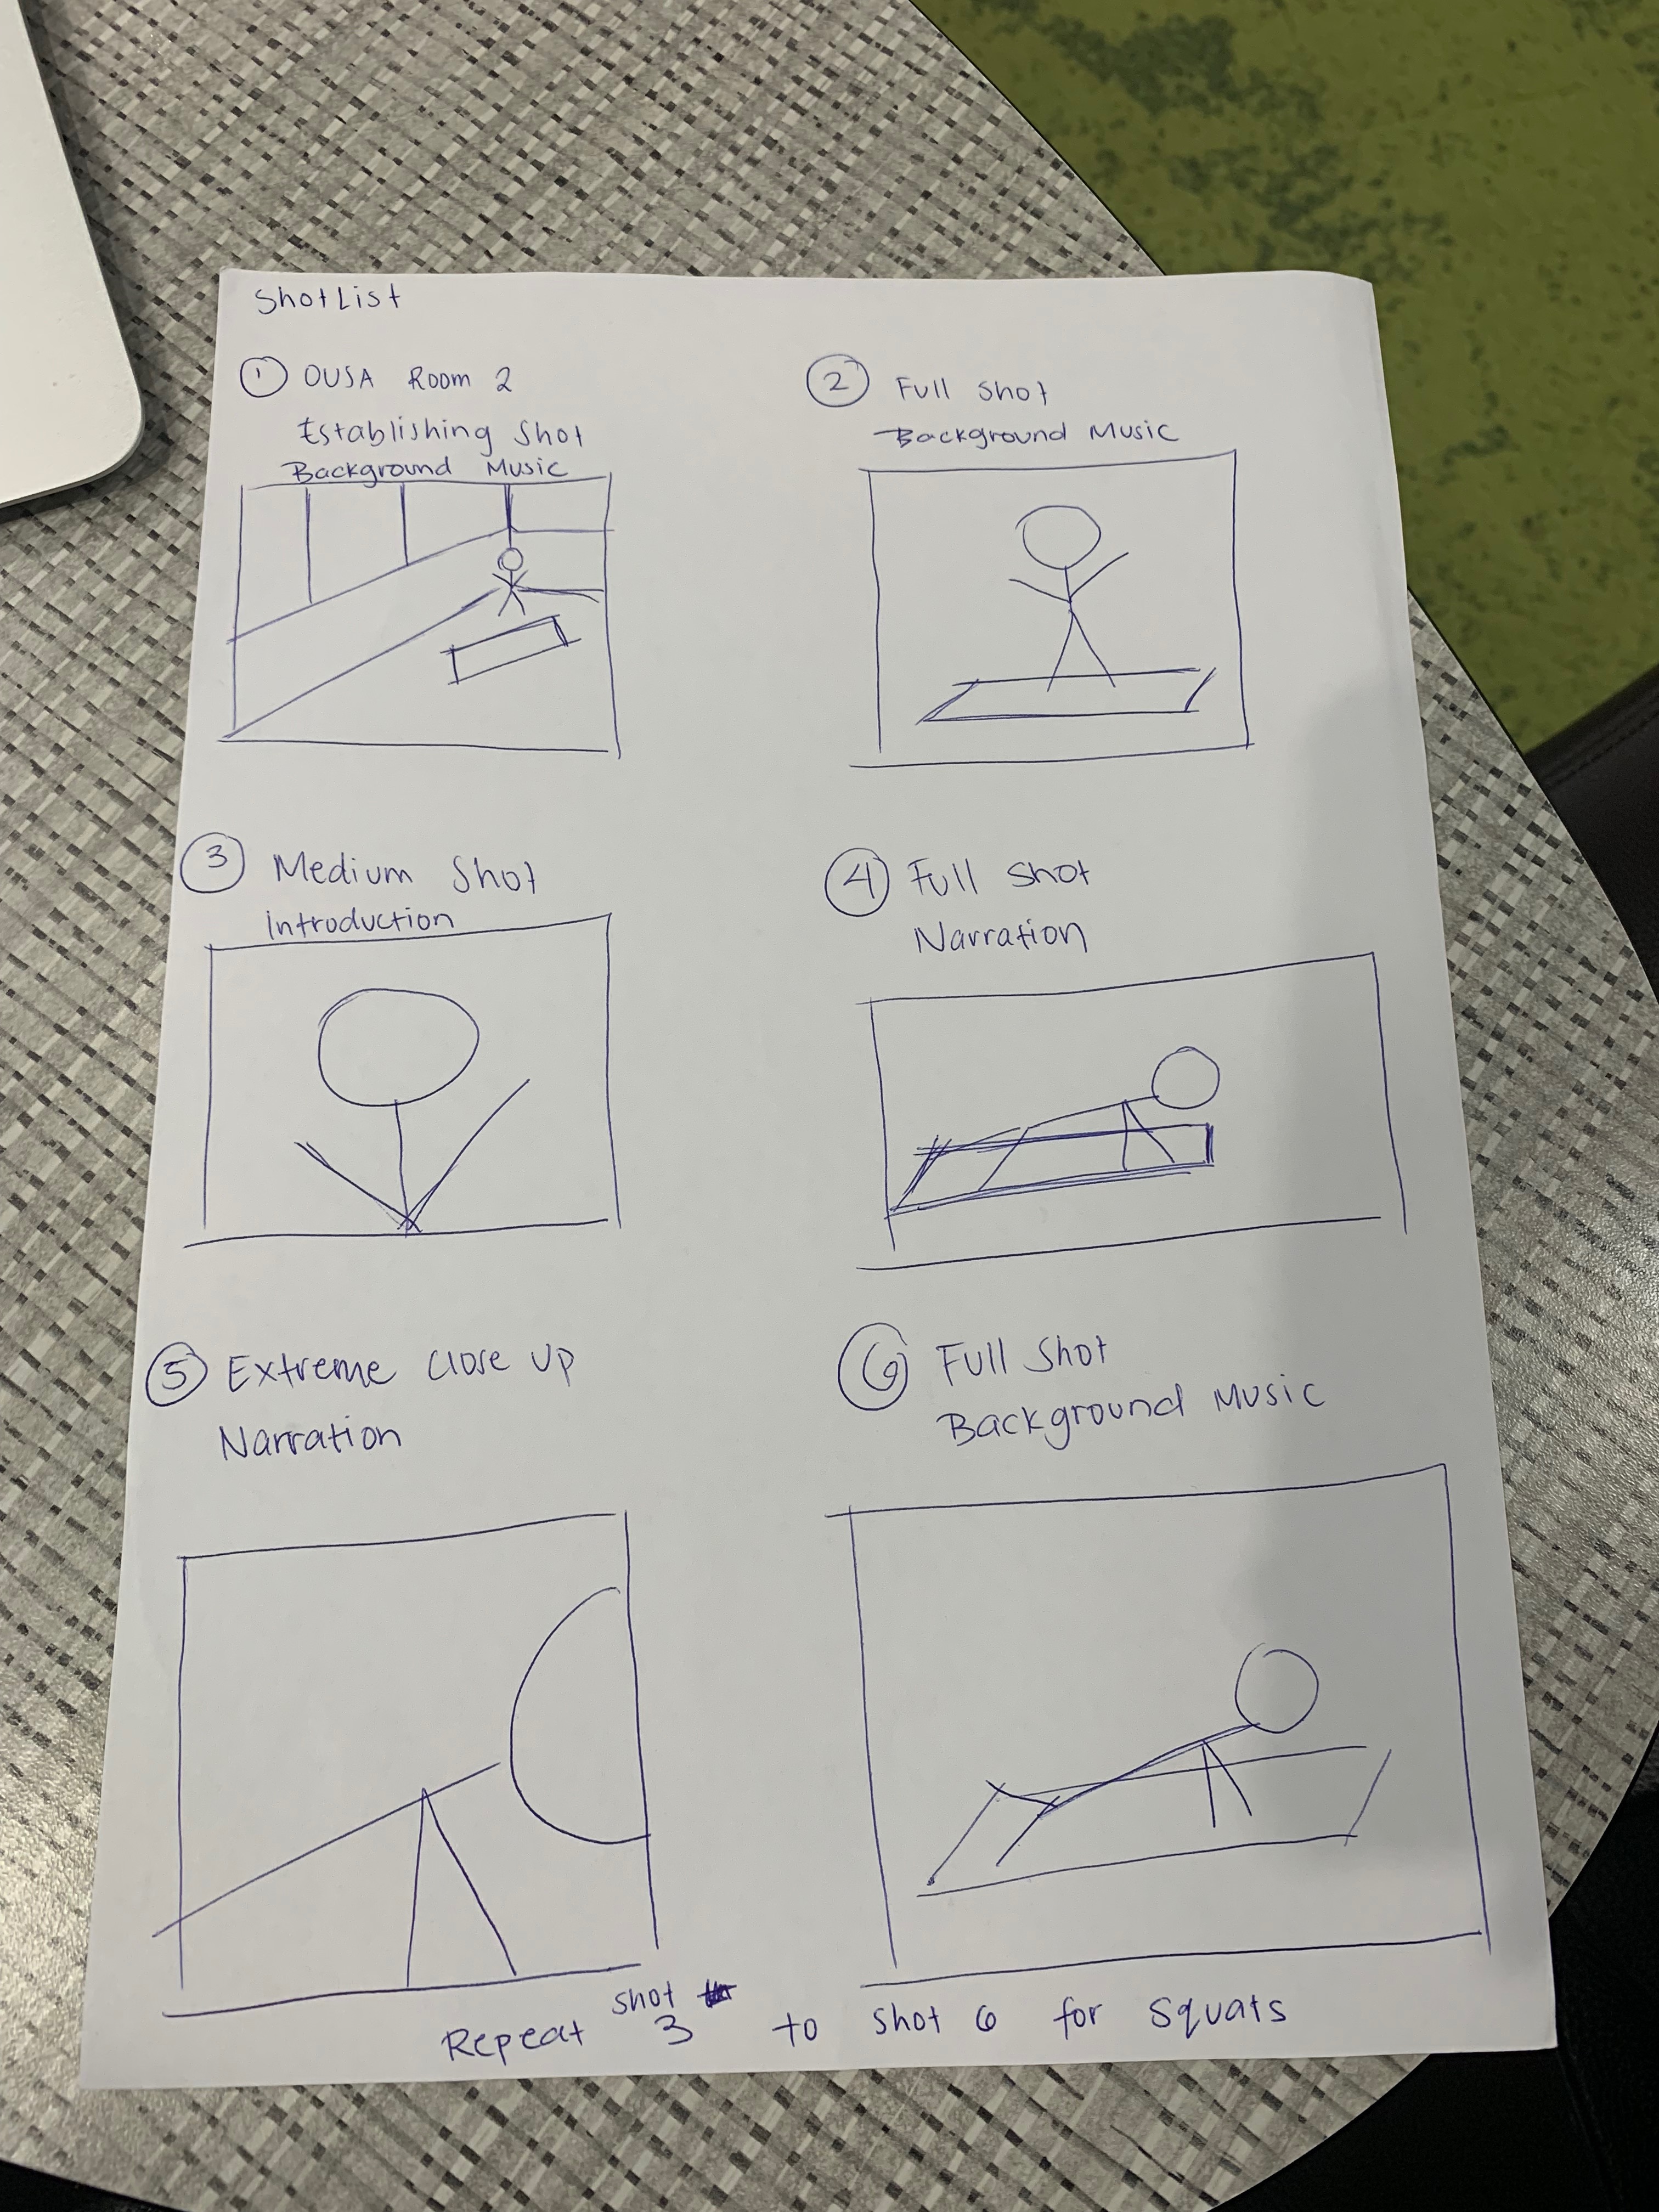 ShotList
① OUSA Room 2
Establishing Shot
Background Music
② Full Shot
Background Music
③ Medium Shot
Introduction
④ Full Shot
Narration
⑤ Extreme Close up
Narration
⑥ Full Shot
Background Music
Repeat shot 3 to shot 6 for squats